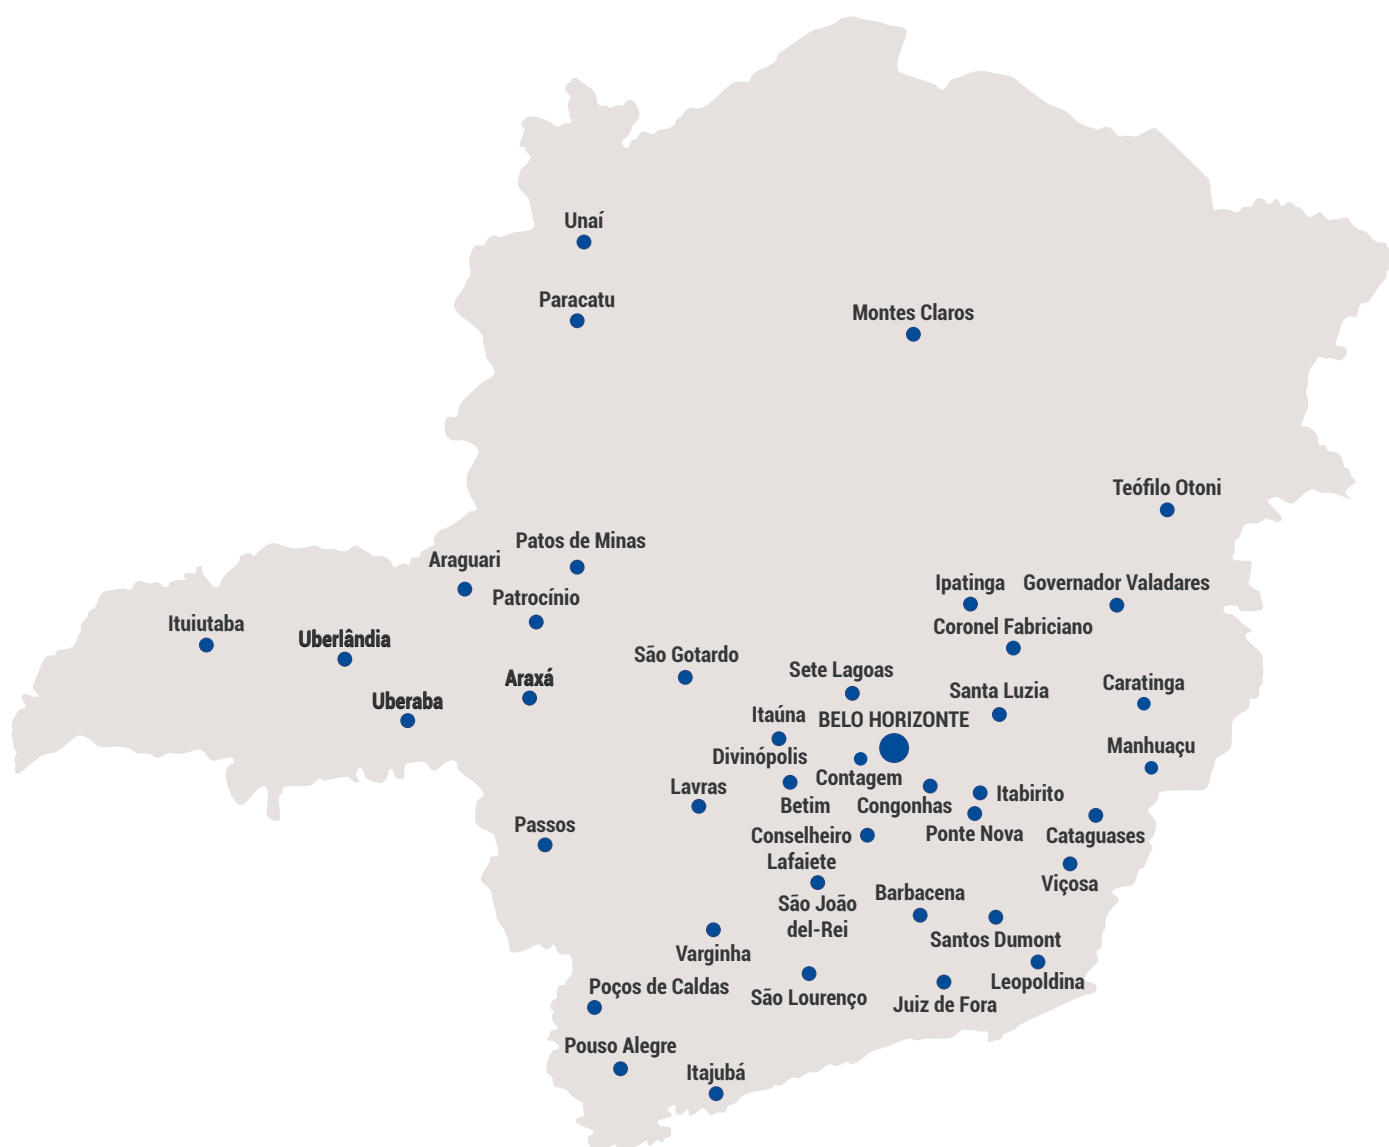 Unaí
Paracatu
Montes Claros
Teófilo Otoni
Patos de Minas
Araguari
Patrocínio
Ipatinga
Governador Valadares
Ituiutaba
Uberlândia
Coronel Fabriciano
São Gotardo
Sete Lagoas
Araxá
Uberaba
Santa Luzia
Caratinga
Itaúna
BELO HORIZONTE
Divinópolis
Manhuaçu
Contagem
Lavras
Betim
Congonhas
Itabirito
Passos
Conselheiro
Lafaiete
Ponte Nova
Cataguases
Viçosa
São João
del-Rei
Barbacena
Santos Dumont
Varginha
Leopoldina
Poços de Caldas
São Lourenço
Juiz de Fora
Pouso Alegre
Itajubá